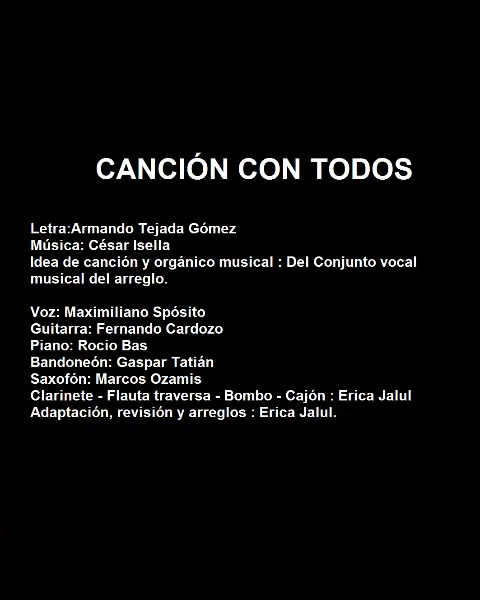 CANCIÓN CON TODOS
Letra:Armando Tejada Gómez
Música: César Isella
Idea de canción y orgánico musical : Del Conjunto vocal
musical del arreglo.
Voz: Maximiliano Spósito
Guitarra: Fernando Cardozo
Piano: Rocio Bas
Bandoneón: Gaspar Tatián
Saxofón: Marcos Ozamis
Clarinete - Flauta traversa - Bombo - Cajón : Erica Jalul
Adaptación, revisión y arreglos : Erica Jalul.